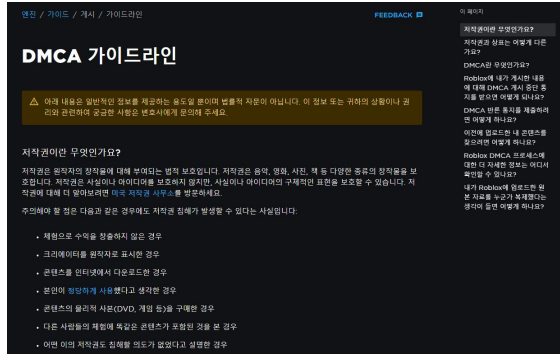 엔진 / 가이드 / 게시 / 가이드라인
FEEDBACK
DMCA 가이드라인
아래 내용은 일반적인 정보를 제공하는 용도일 뿐이며 법률적 자문이 아닙니다. 이 정보 또는 귀하의 상황이나 권
리와 관련하여 궁금한 사항은 변호사에게 문의해 주세요.
저작권이란 무엇인가요?
저작권은 원작자의 창작물에 대해 부여되는 법적 보호입니다. 저작권은 음악, 영화, 사진, 책 등 다양한 종류의 창작물을 보
호합니다. 저작권은 사실이나 아이디어를 보호하지 않지만, 사실이나 아이디어의 구체적인 표현을 보호할 수 있습니다. 저
작권에 대해 더 알아보려면 미국 저작권 사무소를 방문하세요.
주의해야 할 점은 다음과 같은 경우에도 저작권 침해가 발생할 수 있다는 사실입니다:
• 체험으로 수익을 창출하지 않은 경우
• 크리에이터를 원작자로 표시한 경우
• 콘텐츠를 인터넷에서 다운로드한 경우
• 본인이 정당하게 사용했다고 생각한 경우
• 콘텐츠의 물리적 사본(DVD, 게임 등)을 구매한 경우
• 다른 사람들의 체험에 똑같은 콘텐츠가 포함된 것을 본 경우
• 어떤 이의 저작권도 침해할 의도가 없었다고 설명한 경우
이 페이지
저작권이란 무엇인가요?
저작권과 상표는 어떻게 다른
가요?
DMCA란 무엇인가요?
Roblox에 내가 게시한 내용
에 대해 DMCA 게시 중단 통
지를 받으면 어떻게 되나요?
DMCA 반론 통지를 제출하려
면 어떻게 하나요?
이전에 업로드한 내 콘텐츠를
찾으려면 어떻게 하나요?
Roblox DMCA 프로세스에
대한 더 자세한 정보는 어디서
확인할 수 있나요?
내가 Roblox에 업로드한 원
본 자료를 누군가 복제했다는
생각이 들면 어떻게 하나요?